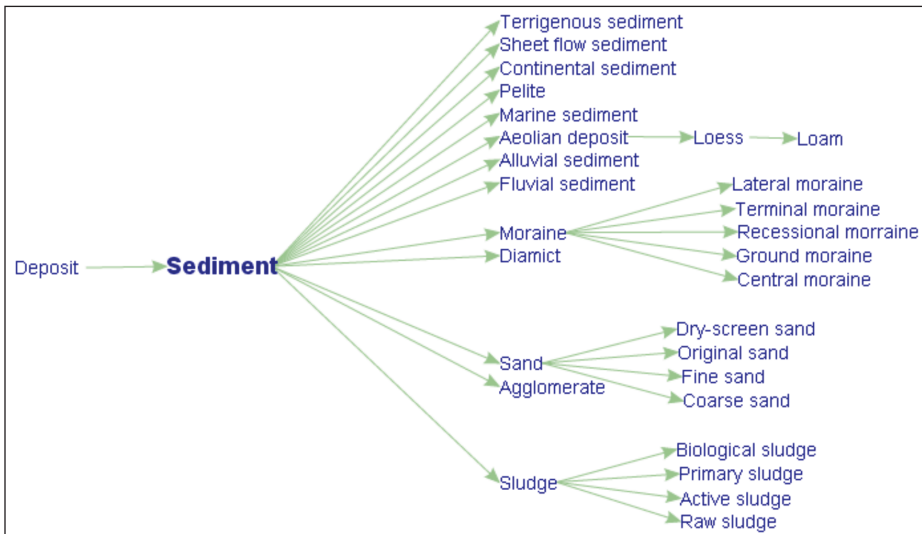 Terrigenous sediment
Sheet flow sediment
Continental sediment
Pelite
Marine sediment
Aeolian deposit
Loess
Loam
Alluvial sediment
Fluvial sediment
Lateral moraine
Terminal moraine
Moraine
Recessional morraine
Diamict
Ground moraine
Deposit
Sediment
Central moraine
Dry-screen sand
Original sand
Sand
Fine sand
Agglomerate
Coarse sand
Biological sludge
Primary sludge
Sludge
Active sludge
Raw sludge